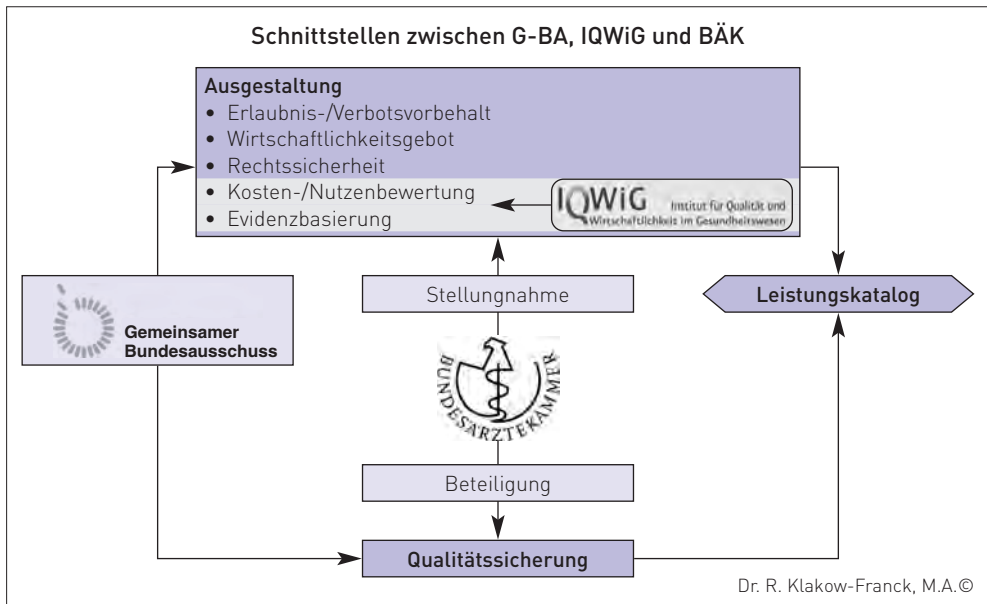 Schnittstellen zwischen G-BA, IQWiG und BÄK
Ausgestaltung
• Erlaubnis-/Verbotsvorbehalt
• Wirtschaftlichkeitsgebot
• Rechtssicherheit
• Kosten-/Nutzenbewertung
• Evidenzbasierung
IQWiG Institut für Qualität und
Wirtschaftlichkeit im Gesundheitswesen
Stellungnahme
Leistungskatalog
Gemeinsamer
Bundesausschuss
BUNDESÄRZTEKAMMER
Beteiligung
Qualitätssicherung
Dr. R. Klakow-Franck, M.A.©